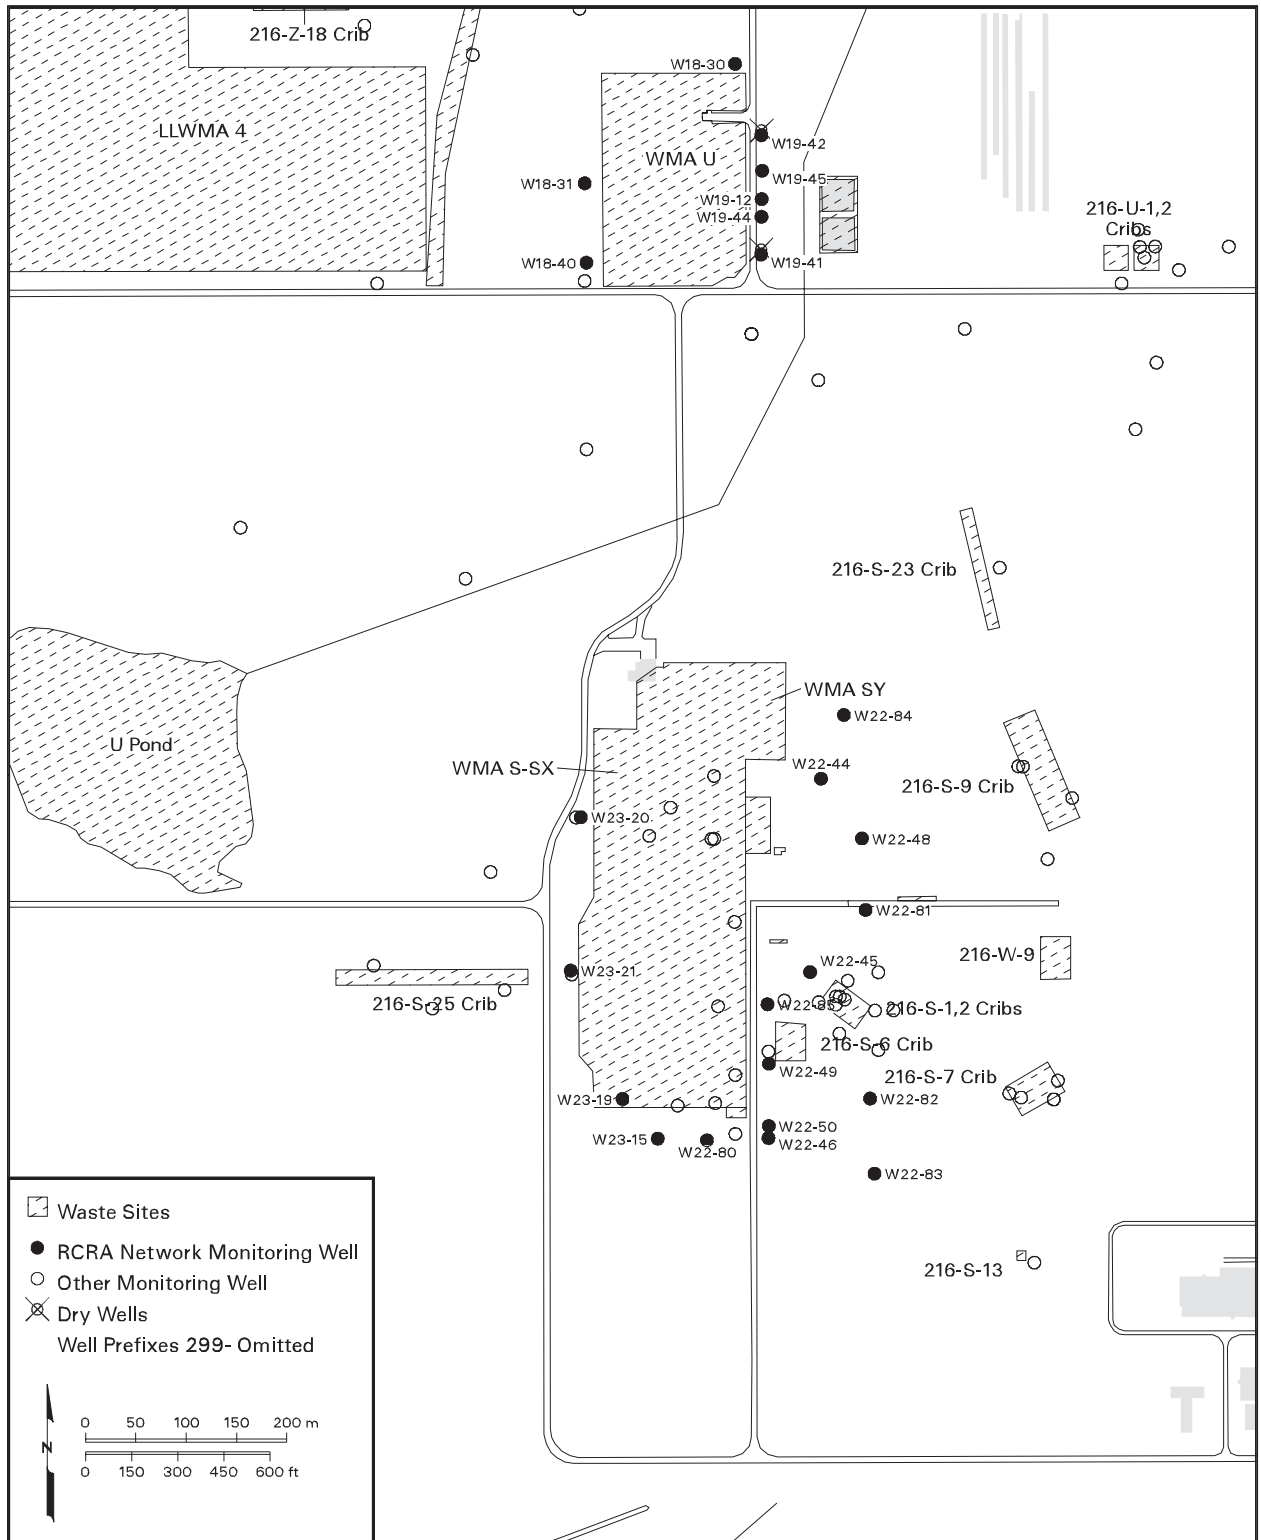 216-Z-18 Crib
W18-30
LLWMA 4
WMA U
W19-42
W18-31
W19-45
W19-12
W19-44
216-U-1,2
Cribs
W18-40
W19-41
216-S-23 Crib
WMA SY
W22-84
U Pond
WMA S-SX
W22-44
216-S-9 Crib
W23-20
W22-48
W22-81
216-W-9
W22-45
W23-21
216-S-25 Crib
W22-85
216-S-1,2 Cribs
216-S-6 Crib
W22-49
216-S-7 Crib
W23-19
W22-82
W22-50
W23-15
W22-46
W22-80
W22-83
216-S-13
Waste Sites
RCRA Network Monitoring Well
Other Monitoring Well
Dry Wells
Well Prefixes 299- Omitted
N
0 50 100 150 200 m
0 150 300 450 600 ft